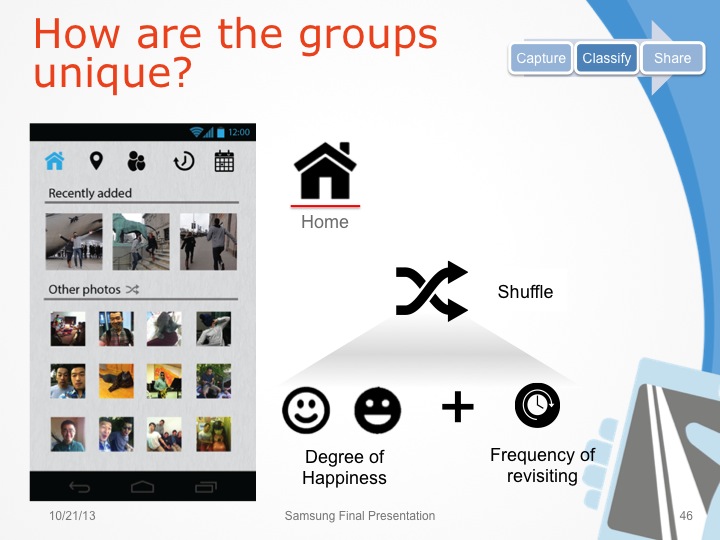 How are the groups
unique?
Capture
Classify
Share
12:00
Recently added
Other photos
Home
Shuffle
Degree of
Happiness
Frequency of
revisiting
10/21/13
Samsung Final Presentation
46